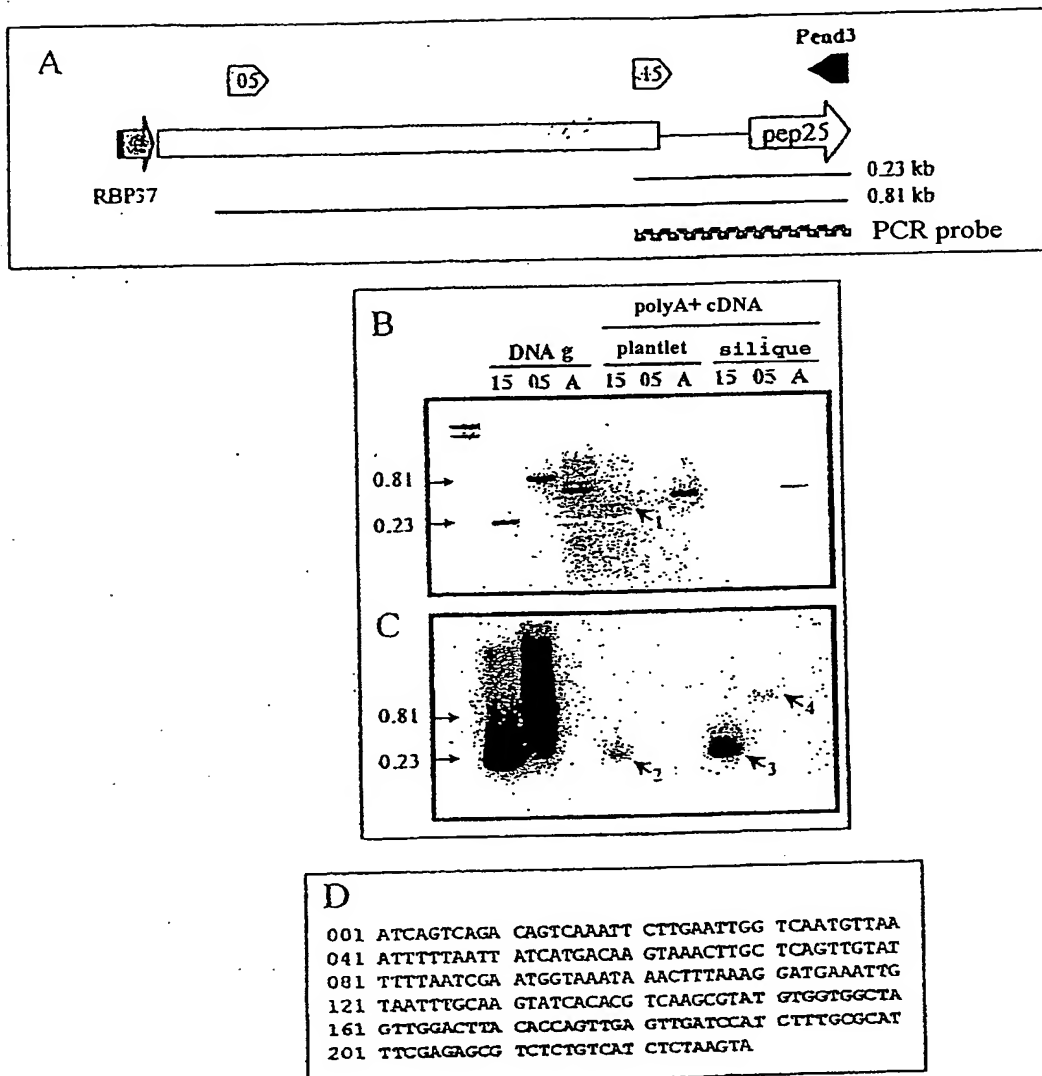 A
Pend3
05
15
pep25
RBP37
0.23 kb
0.81 kb
PCR probe
B
polyA+ cDNA
DNA g plantlet silique
15 05 A 15 05 A 15 05 A
0.81
0.23
1
C
0.81
0.23
2
3
4
D
001 ATCAGTCAGA CAGTCAAATT CTTGAATTGG TCAATGTTAA
041 ATTTTTAATT ATCATGACAA GTAAACTTGC TCAGTTGTAT
081 TTTTAATCGA ATGGTAAATA AACTTTAAAG GATGAAATTG
121 TAATTTGCAA GTATCACACG TCAAGCGTAT GTGGTGGCTA
161 GTTGGACTTA CACCAGTTGA GTTGATCCAT CTTTGCGCAT
201 TTCGAGAGCG TCTCTGTCAT CTCTAAGTA